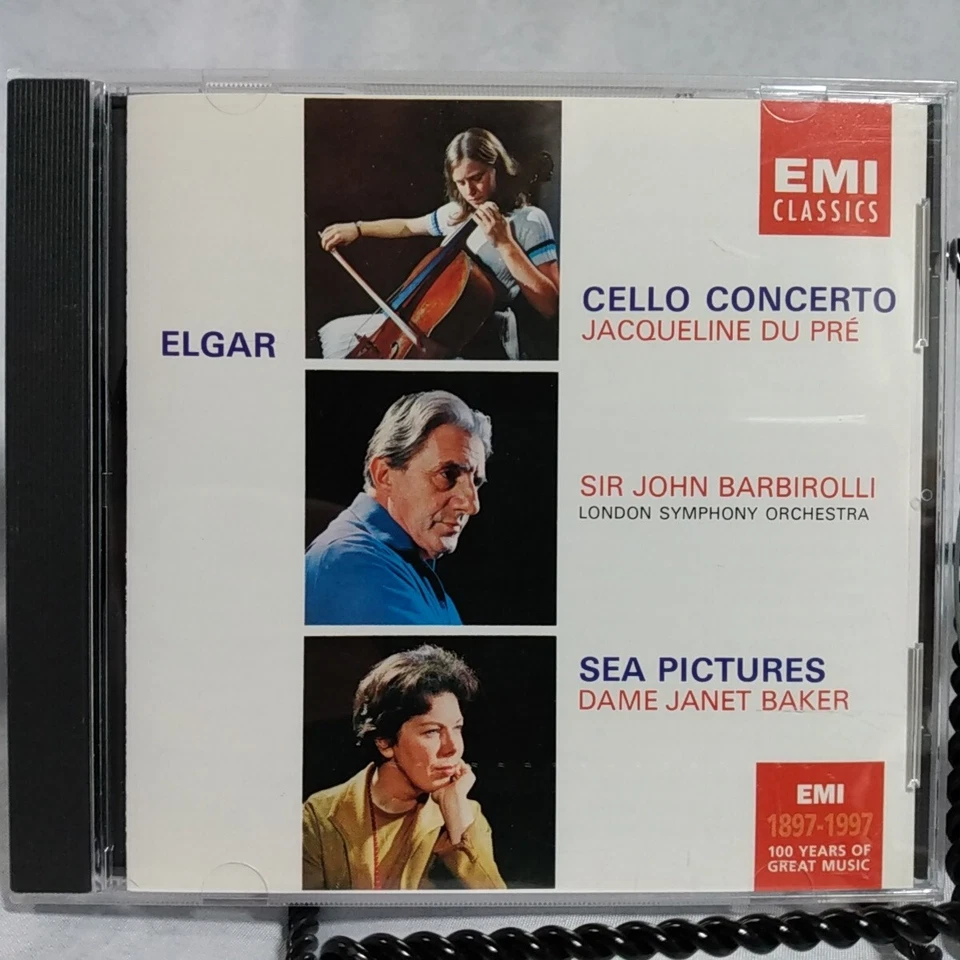 EMI
CLASSICS
CELLO CONCERTO
JACQUELINE DU PRÉ
ELGAR
SIR JOHN BARBIROLLI
LONDON SYMPHONY ORCHESTRA
SEA PICTURES
DAME JANET BAKER
EMI
1897-1997
100 YEARS OF
GREAT MUSIC